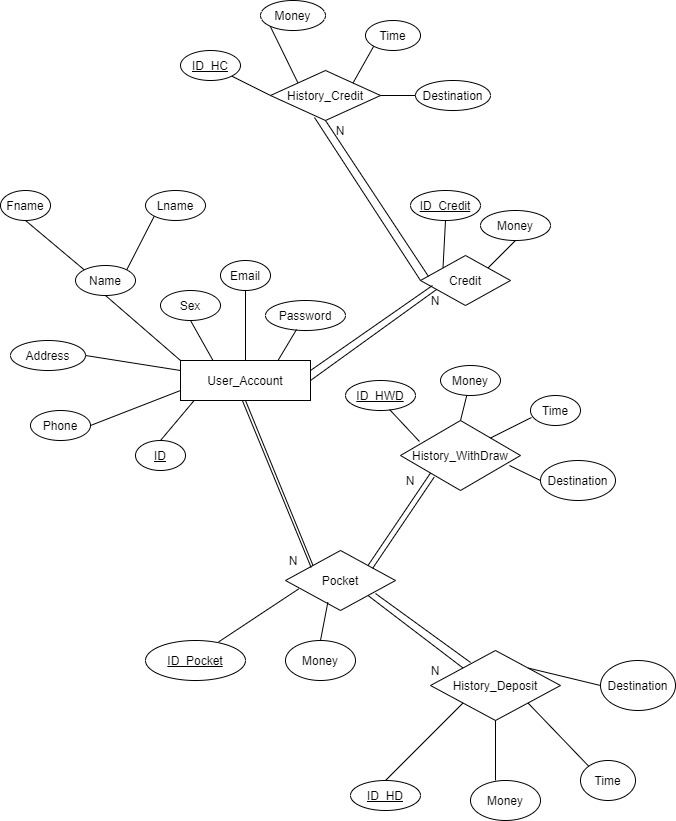 Money
Time
ID_HC
History_Credit
Destination
N
Fname
Lname
ID_Credit
Money
Name
Email
Credit
Sex
N
Password
Address
User_Account
Money
ID_HWD
Time
Phone
ID
History_WithDraw
N
Destination
N
Pocket
ID_Pocket
Money
N
History_Deposit
Destination
Time
ID_HD
Money